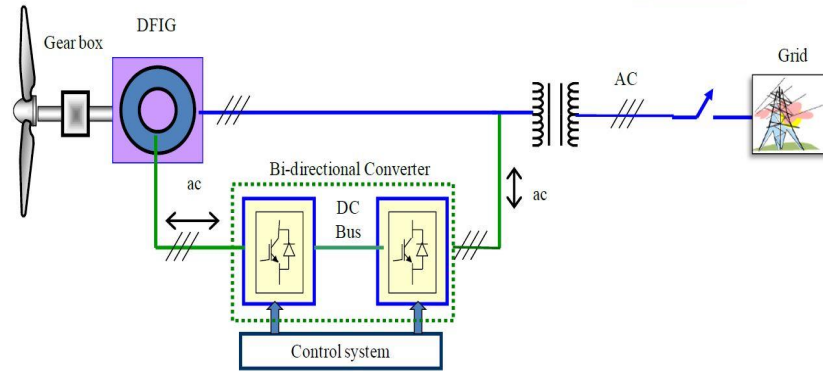 DFIG
Gear box
AC
Grid
Bi-directional Converter
ac
DC
Bus
ac
Control system